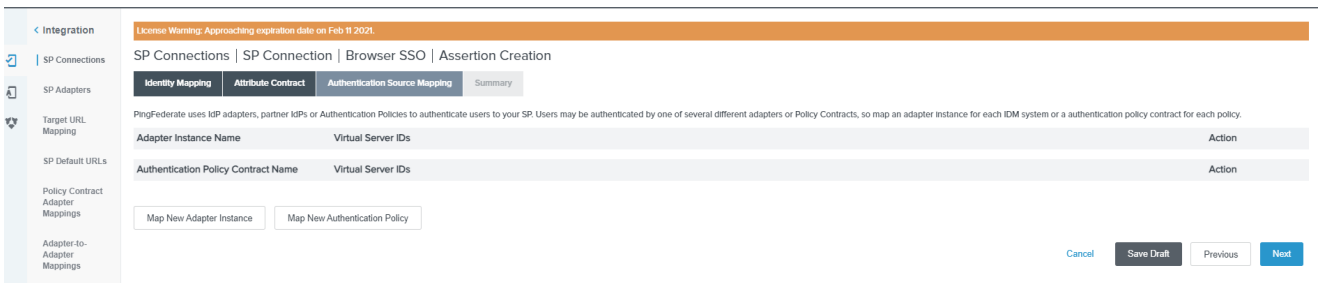 < Integration
SP Connections
SP Adapters
Target URL
Mapping
SP Default URLs
Policy Contract
Adapter
Mappings
Adapter-to-
Adapter
Mappings
License Warning: Approaching expiration date on Feb 11 2021.
SP Connections | SP Connection | Browser SSO | Assertion Creation
Identity Mapping Attribute Contract Authentication Source Mapping Summary
PingFederate uses IdP adapters, partner IdPs or Authentication Policies to authenticate users to your SP. Users may be authenticated by one of several different adapters or Policy Contracts, so map an adapter instance for each IDM system or a authentication policy contract for each policy.
Adapter Instance Name Virtual Server IDs Action
Authentication Policy Contract Name Virtual Server IDs Action
Map New Adapter Instance Map New Authentication Policy
Cancel Save Draft Previous Next